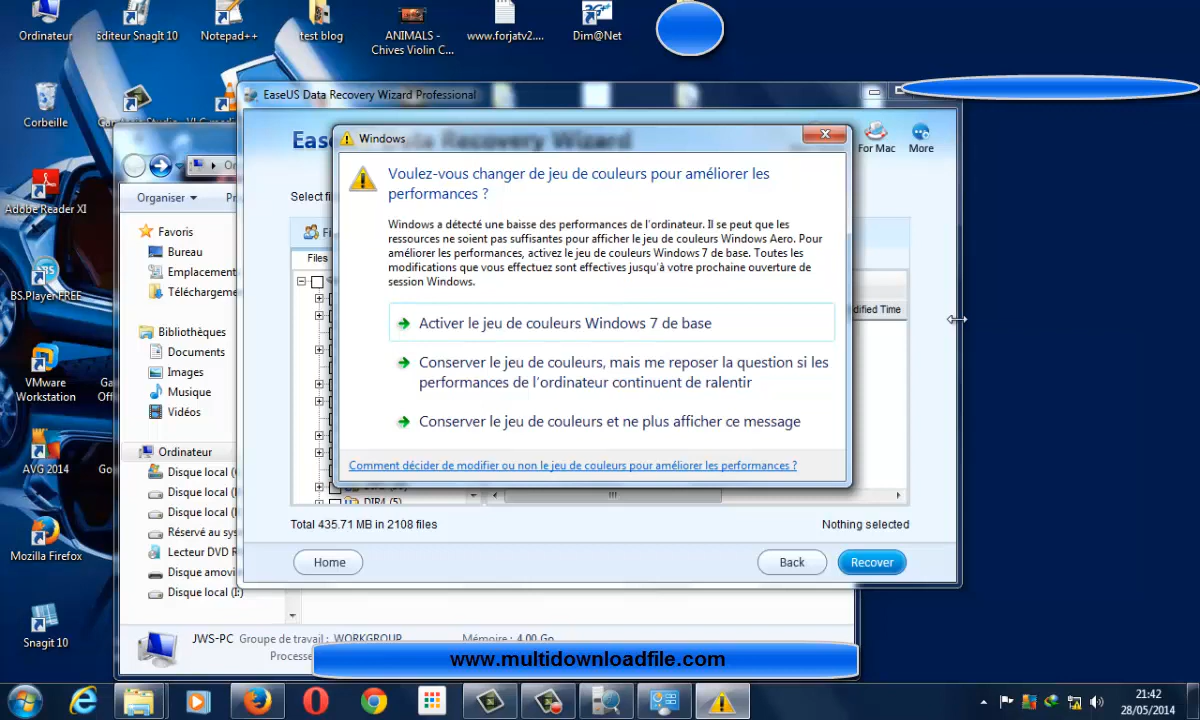 Ordinateur
Editeur SnagIt 10
Notepad++
test blog
ANIMALS -
Chives Violin C...
www.forjatv2....
Dim@Net
Corbeille
Adobe Reader XI
BS.Player FREE
VMware
Workstation
AVG 2014
Mozilla Firefox
Snagit 10
EaseUS Data Recovery Wizard Professional
Data Recovery Wizard
For Mac
More
Organiser
Favoris
Bureau
Emplacement
Téléchargeme
Bibliothèques
Documents
Images
Musique
Vidéos
Ordinateur
Disque local (
Disque local (
Disque local (
Réservé au sy
Lecteur DVD R
Disque amovi
Disque local (I:)
Files
dified Time
DIR4 (5)
Windows
Voulez-vous changer de jeu de couleurs pour améliorer les
performances ?
Windows a détecté une baisse des performances de l'ordinateur. Il se peut que les
ressources ne soient pas suffisantes pour afficher le jeu de couleurs Windows Aero. Pour
améliorer les performances, activez le jeu de couleurs Windows 7 de base. Toutes les
modifications que vous effectuez sont effectives jusqu'à votre prochaine ouverture de
session Windows.
Activer le jeu de couleurs Windows 7 de base
Conserver le jeu de couleurs, mais me reposer la question si les
performances de l'ordinateur continuent de ralentir
Conserver le jeu de couleurs et ne plus afficher ce message
Comment décider de modifier ou non le jeu de couleurs pour améliorer les performances ?
Total 435.71 MB in 2108 files
Nothing selected
Home
Back
Recover
JWS-PC Groupe de travail : WORKGROUP
Mémoire : 4,00 Go
Processe
www.multidownloadfile.com
21:42
28/05/2014